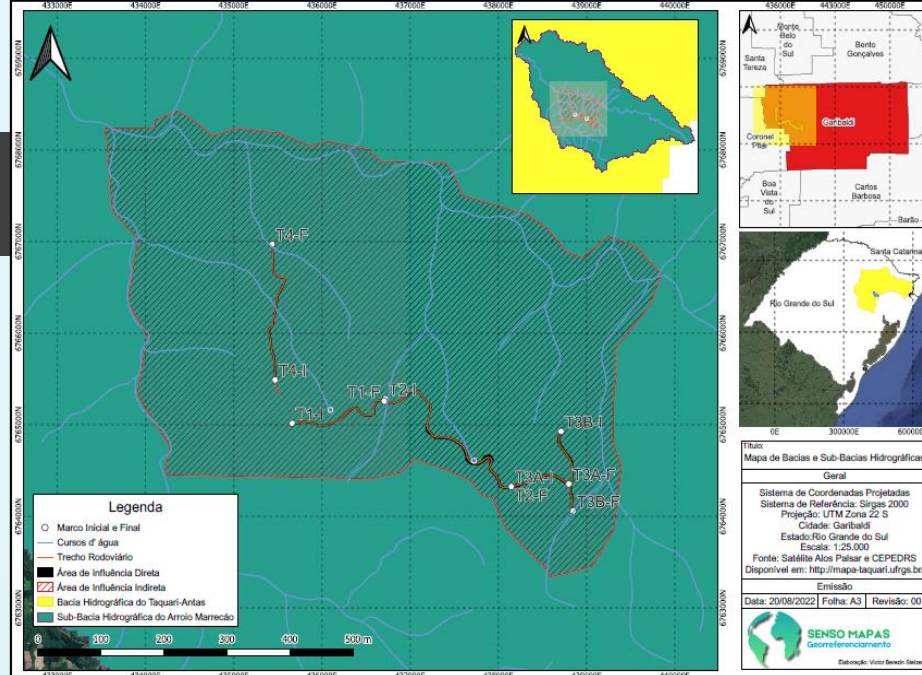 433000E 434000E 435000E 436000E 437000E 438000E 439000E 440000E
6769000N
6768000N
6767000N
6766000N
6765000N
6764000N
6763000N
T4-F
T4-I
T1-I
T1-F
T2-I
T3B-I
T3A-I
T2-F
T3A-F
T3B-F
Legenda
Marco Inicial e Final
Cursos d' água
Trecho Rodoviário
Área de Influência Direta
Área de Influência Indireta
Bacia Hidrográfica do Taquari-Antas
Sub-Bacia Hidrográfica do Arroio Marrecão
0 100 200 300 400 500 m
436000E 443000E 450000E
Monte
Belo
do
Sul
Bento
Gonçalves
Santa
Tereza
Garibaldi
Coronel
Pilar
Boa
Vista
do
Sul
Carlos
Barbosa
Barão
Santa Catarina
Rio Grande do Sul
0E 300000E 600000
Título:
Mapa de Bacias e Sub-Bacias Hidrográficas
Geral
Sistema de Coordenadas Projetadas
Sistema de Referência: Sirgas 2000
Projeção: UTM Zona 22 S
Cidade: Garibaldi
Estado:Rio Grande do Sul
Escala: 1:25.000
Fonte: Satélite Alos Palsar e CEPEDRS
Disponível em: http://mapa-taquari.ufrgs.br
Emissão
Data: 20/08/2022 Folha: A3 Revisão: 00
SENSO MAPAS
Georreferenciamento